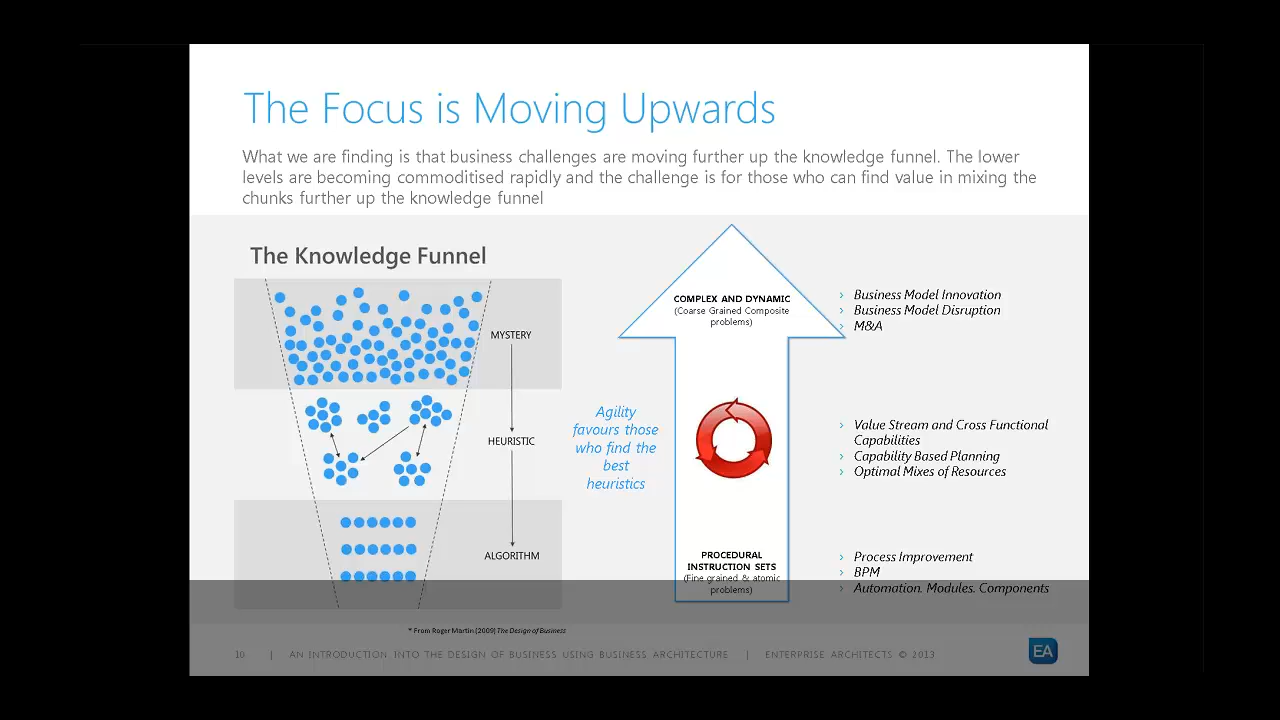 The Focus is Moving Upwards
What we are finding is that business challenges are moving further up the knowledge funnel. The lower
levels are becoming commoditised rapidly and the challenge is for those who can find value in mixing the
chunks further up the knowledge funnel
The Knowledge Funnel
MYSTERY
HEURISTIC
ALGORITHM
Agility
favours those
who find the
best
heuristics
COMPLEX AND DYNAMIC
(Coarse Grained Composite
problems)
PROCEDURAL
INSTRUCTION SETS
(Fine grained & atomic
problems)
› Business Model Innovation
› Business Model Disruption
› M&A
› Value Stream and Cross Functional
Capabilities
› Capability Based Planning
› Optimal Mixes of Resources
› Process Improvement
› BPM
› Automation. Modules. Components
* From Roger Martin (2009) The Design of Business
10 | AN INTRODUCTION INTO THE DESIGN OF BUSINESS USING BUSINESS ARCHITECTURE | ENTERPRISE ARCHITECTS © 2013
EA